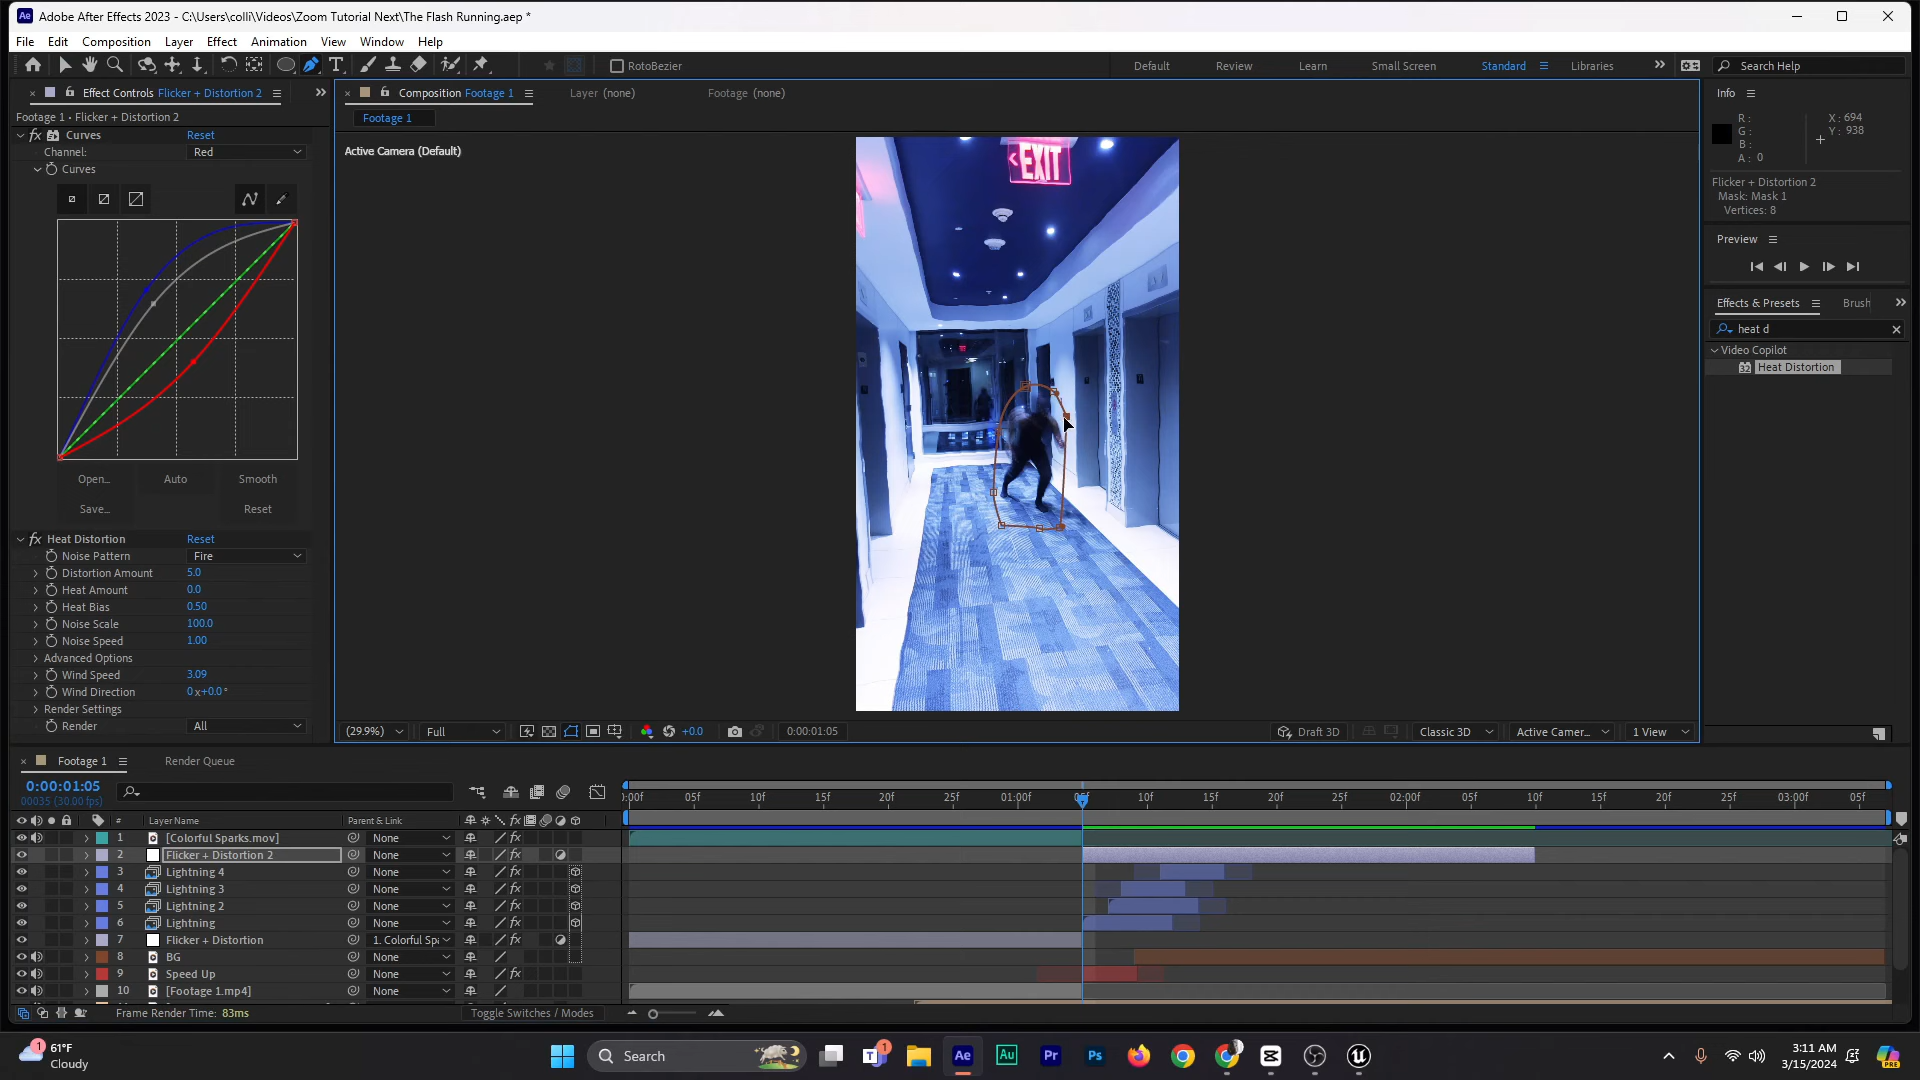 Adobe After Effects 2023 - C:\Users\colli\Videos\Zoom Tutorial Next\The Flash Running.aep *
File Edit Composition Layer Effect Animation View Window Help
RotoBezier Default Review Learn Small Screen Standard Libraries Search Help
Effect Controls Flicker + Distortion 2
Footage 1 • Flicker + Distortion 2
Curves Reset
Channel: Red
Curves
Open... Auto Smooth
Save... Reset
Heat Distortion Reset
Noise Pattern Fire
Distortion Amount 5.0
Heat Amount 0.0
Heat Bias 0.50
Noise Scale 100.0
Noise Speed 1.00
Advanced Options
Wind Speed 3.09
Wind Direction 0x+0.0°
Render Settings
Render All
Composition Footage 1 Layer (none) Footage (none)
Footage 1
Active Camera (Default)
<EXIT
(29.9%) Full +0.0 0:00:01:05 Draft 3D Classic 3D Active Camer... 1 View
Info
R: X: 694
G: Y: 938
B:
A: 0
Flicker + Distortion 2
Mask: Mask 1
Vertices: 8
Preview
Effects & Presets Brush
heat d
Video Copilot
32 Heat Distortion
Footage 1 Render Queue
0:00:01:05
00035 (30.00 fps)
:00f 05f 10f 15f 20f 25f 01:00f 05f 10f 15f 20f 25f 02:00f 05f 10f 15f 20f 25f 03:00f 05f
# Layer Name Parent & Link
1 [Colorful Sparks.mov] None
2 Flicker + Distortion 2 None
3 Lightning 4 None
4 Lightning 3 None
5 Lightning 2 None
6 Lightning None
7 Flicker + Distortion 1. Colorful Spa
8 BG None
9 Speed Up None
10 [Footage 1.mp4] None
Frame Render Time: 83ms Toggle Switches / Modes
1 61°F
Cloudy
Search
1
Ae Au Pr Ps
3:11 AM
3/15/2024
PRE